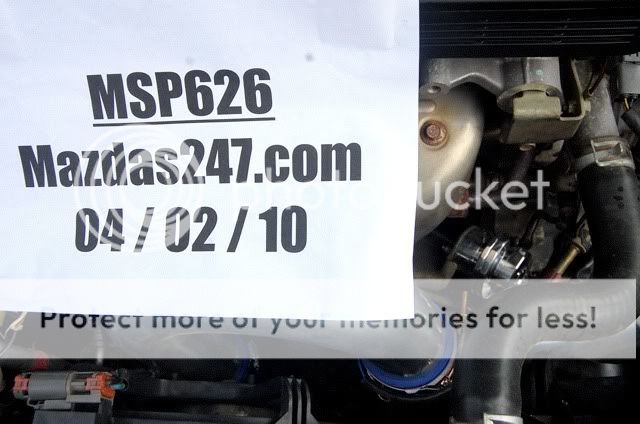 MSP626
Mazdas247.com
photobucket
04 / 02 / 10
Protect more of your memories for less!